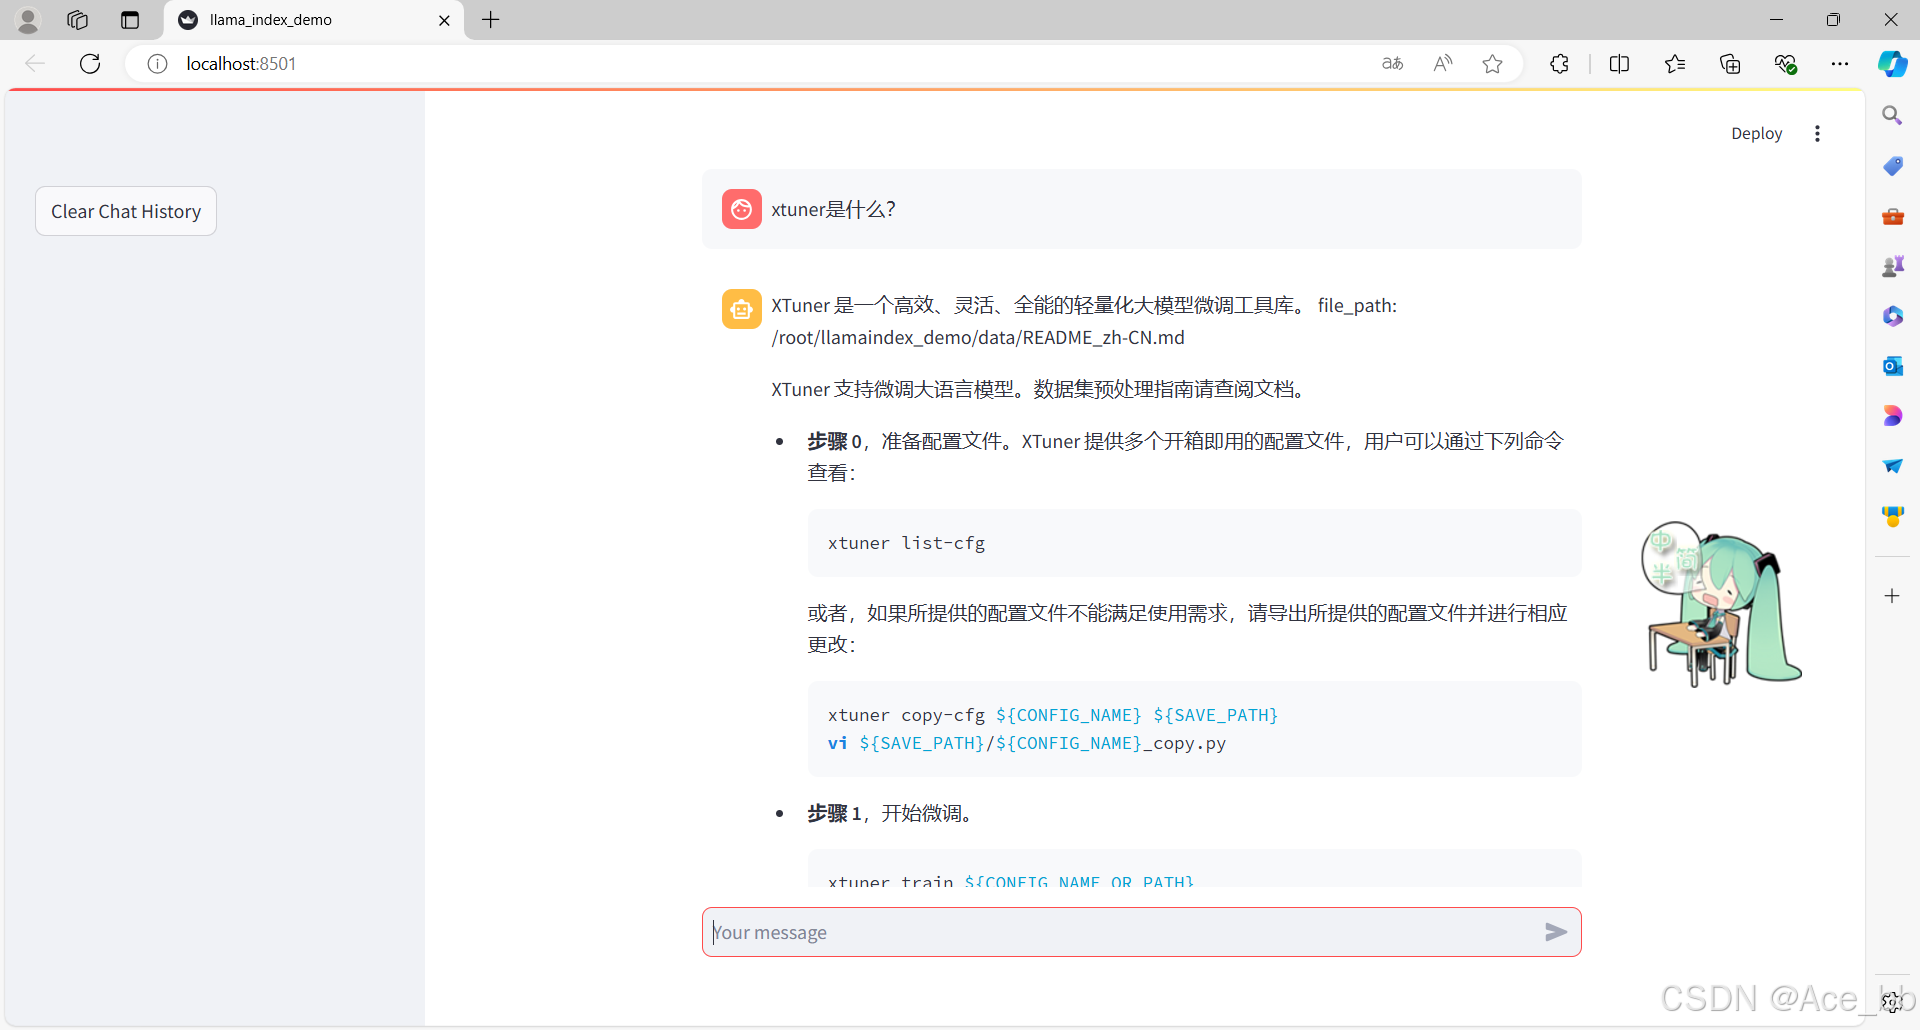 llama_index_demo
localhost:8501
aあ
A
Deploy
Clear Chat History
xtuner是什么？
XTuner 是一个高效、灵活、全能的轻量化大模型微调工具库。 file_path:
/root/llamaindex_demo/data/README_zh-CN.md
XTuner 支持微调大语言模型。数据集预处理指南请查阅文档。
步骤 0，准备配置文件。XTuner 提供多个开箱即用的配置文件，用户可以通过下列命令
查看：
xtuner list-cfg
或者，如果所提供的配置文件不能满足使用需求，请导出所提供的配置文件并进行相应
更改：
xtuner copy-cfg ${CONFIG_NAME} ${SAVE_PATH}
vi ${SAVE_PATH}/${CONFIG_NAME}_copy.py
步骤 1，开始微调。
xtuner train ${CONFIG_NAME_OR_PATH}
Your message
中
简
半
CSDN @Ace_bb